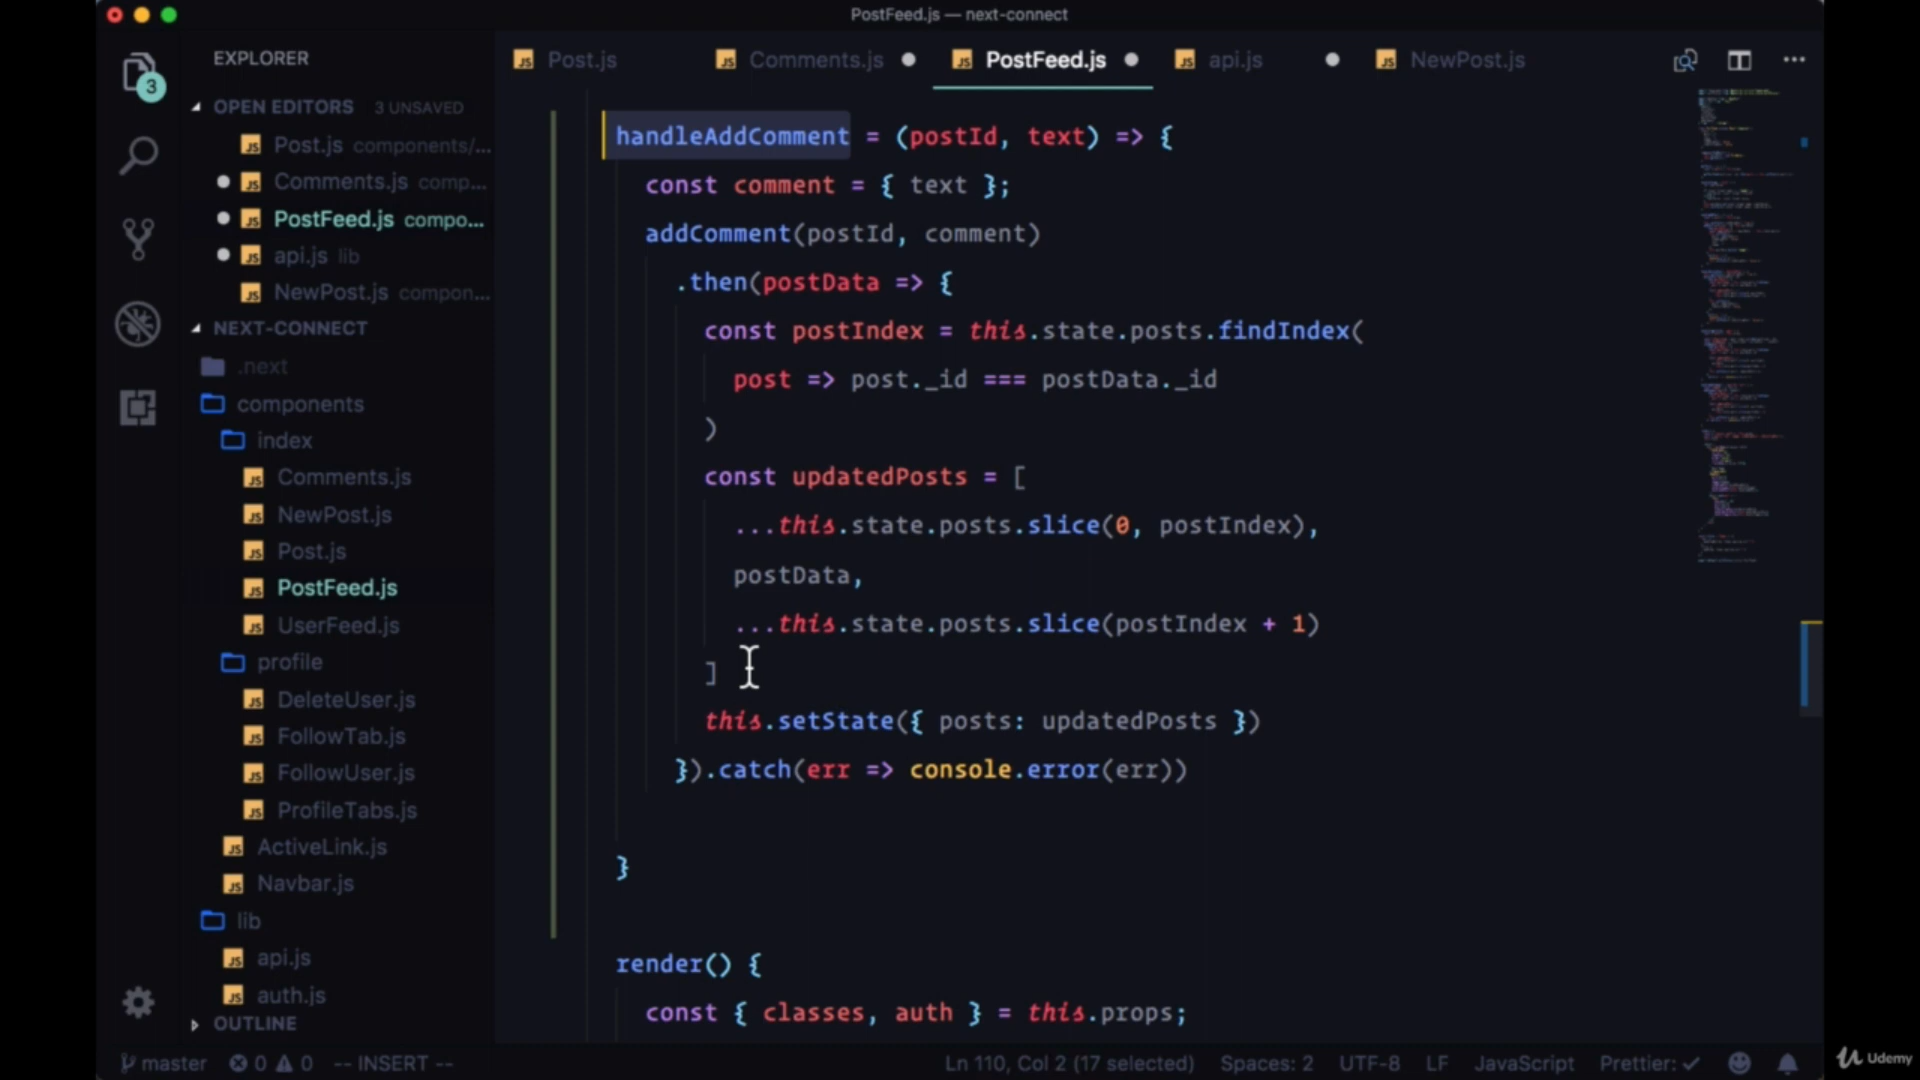 PostFeed.js — next-connect
EXPLORER
Post.js
Comments.js
PostFeed.js
api.js
NewPost.js
3
OPEN EDITORS 3 UNSAVED
Post.js components/...
Comments.js comp...
PostFeed.js compo...
api.js lib
NewPost.js compon...
NEXT-CONNECT
.next
components
index
Comments.js
NewPost.js
Post.js
PostFeed.js
UserFeed.js
profile
DeleteUser.js
FollowTab.js
FollowUser.js
ProfileTabs.js
ActiveLink.js
Navbar.js
lib
api.js
auth.js
OUTLINE
handleAddComment = (postId, text) => {
const comment = { text };
addComment(postId, comment)
.then(postData => {
const postIndex = this.state.posts.findIndex(
post => post._id === postData._id
)
const updatedPosts = [
...this.state.posts.slice(0, postIndex),
postData,
...this.state.posts.slice(postIndex + 1)
]
this.setState({ posts: updatedPosts })
}).catch(err => console.error(err))
}
render() {
const { classes, auth } = this.props;
master 0 0 -- INSERT --
Ln 110, Col 2 (17 selected) Spaces: 2 UTF-8 LF JavaScript Prettier: ✓
Udemy